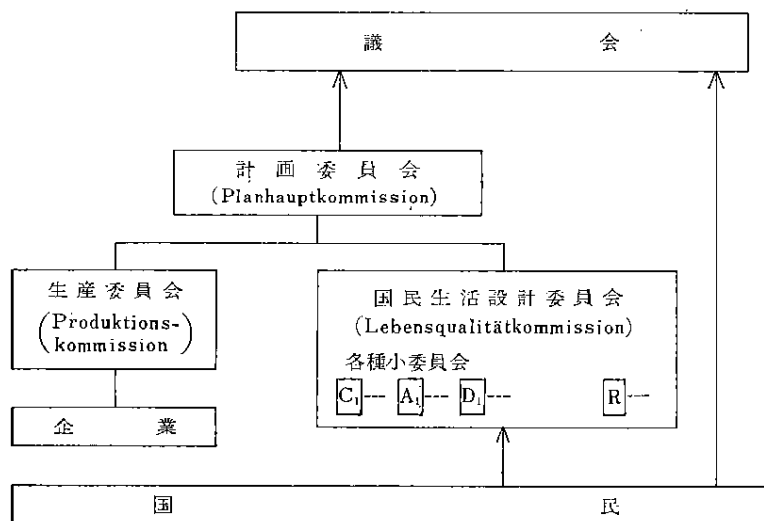 議会
計画委員会
(Planhauptkommission)
生産委員会
(Produktions-
kommission)
国民生活設計委員会
(Lebensqualitätkommission)
各種小委員会
C₁ --- A₁ --- D₁ --- R ---
企業
国民